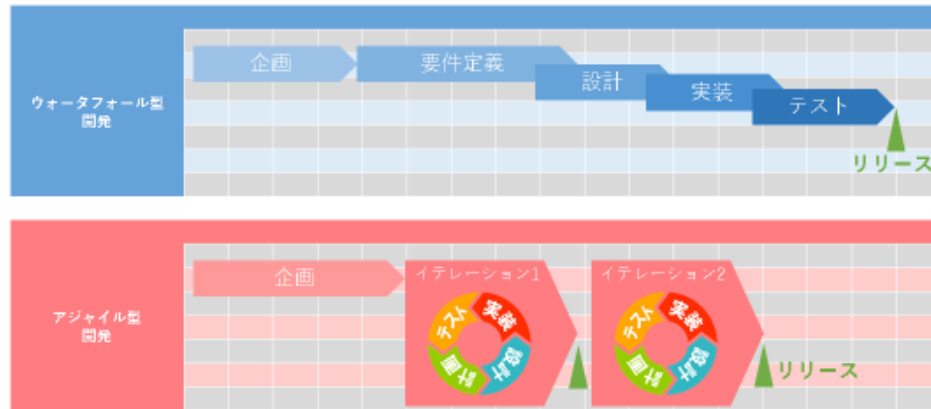 ウォータフォール型
開発
企画
要件定義
設計
実装
テスト
リリース
アジャイル型
開発
企画
イテレーション1
テスト
実装
計画
設計
イテレーション2
テスト
実装
計画
設計
リリース